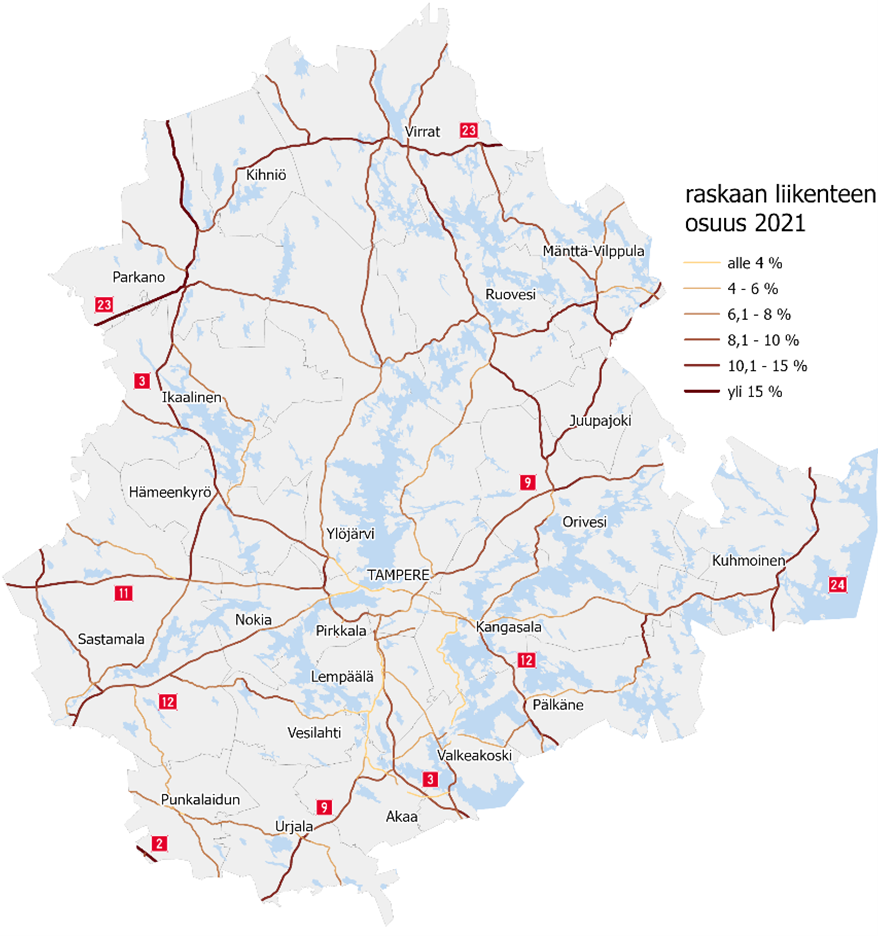 Virrat
23
Kihniö
raskaan liikenteen
osuus 2021
Mänttä-Vilppula
alle 4 %
Parkano
4 - 6 %
Ruovesi
23
6,1 - 8 %
8,1 - 10 %
10,1 - 15 %
3
yli 15 %
Ikaalinen
Juupajoki
9
Hämeenkyrö
Orivesi
Ylöjärvi
Kuhmoinen
TAMPERE
24
11
Nokia
Pirkkala
Kangasala
Sastamala
12
Lempäälä
12
Pälkäne
Vesilahti
Valkeakoski
3
Punkalaidun
9
Akaa
Urjala
2